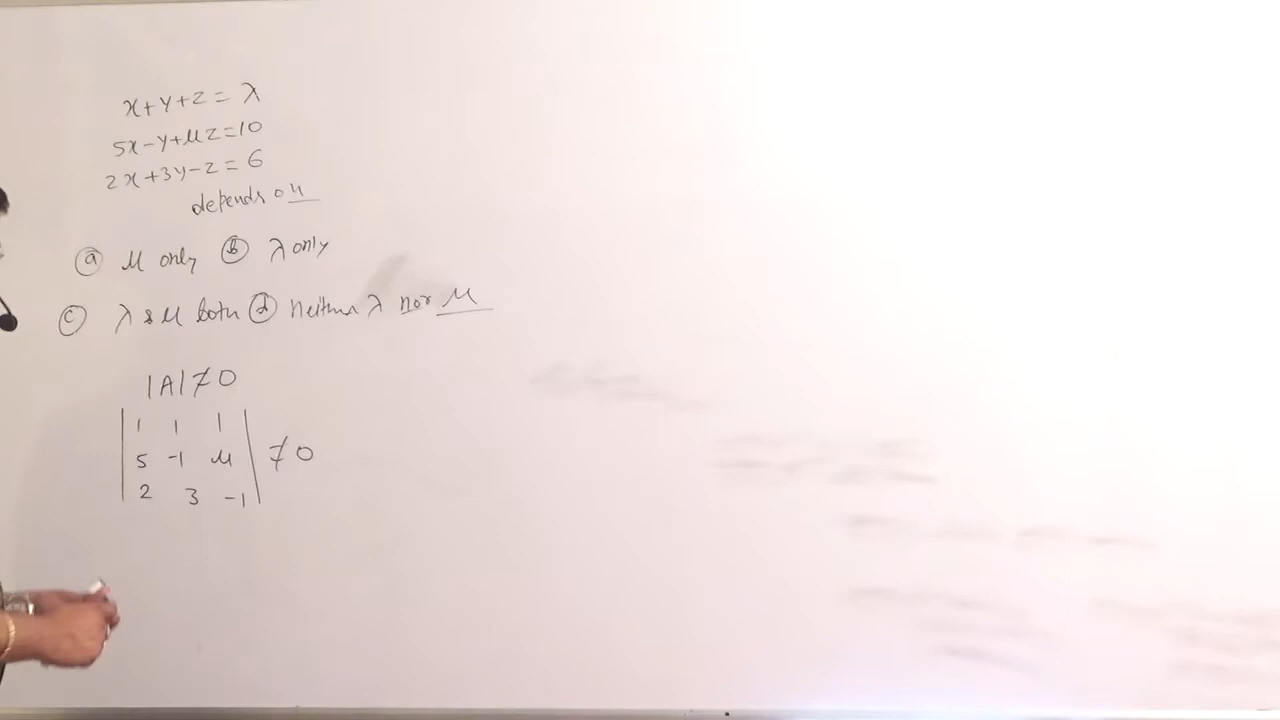 x+y+z = λ
5x-y+μz=10
2x+3y-z = 6
depends on
(a) μ only (b) λ only
(c) λ & μ both (d) neither λ nor μ
|A| ≠ 0
| 1 1 1 |
| 5 -1 μ | ≠ 0
| 2 3 -1 |